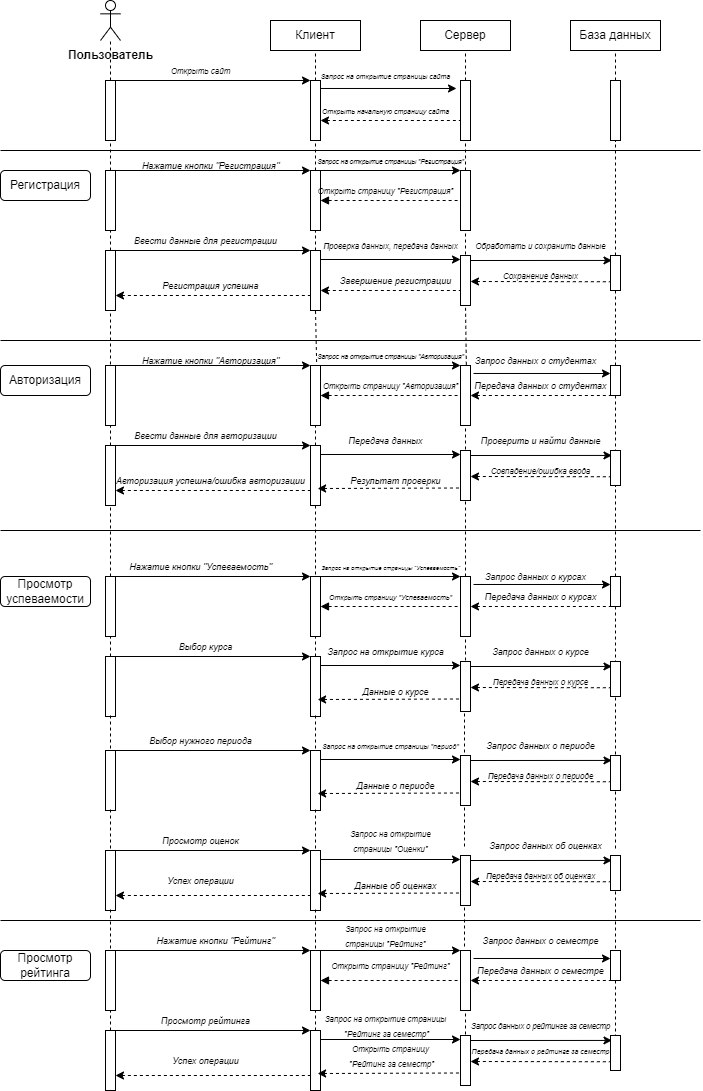 Пользователь
Клиент
Сервер
База данных
Открыть сайт
Запрос на открытие страницы сайта
Открыть начальную страницу сайта
Регистрация
Нажатие кнопки "Регистрация"
Запрос на открытие страницы "Регистрация"
Открыть страницу "Регистрация"
Ввести данные для регистрации
Проверка данных, передача данных
Обработать и сохранить данные
Сохранение данных
Завершение регистрации
Регистрация успешна
Авторизация
Нажатие кнопки "Авторизация"
Запрос на открытие страницы "Авторизация"
Запрос данных о студентах
Передача данных о студентах
Открыть страницу "Авторизация"
Ввести данные для авторизации
Передача данных
Проверить и найти данные
Совпадение/ошибка ввода
Результат проверки
Авторизация успешна/ошибка авторизации
Просмотр
успеваемости
Нажатие кнопки "Успеваемость"
Запрос на открытие страницы "Успеваемость"
Запрос данных о курсах
Передача данных о курсах
Открыть страницу "Успеваемость"
Выбор курса
Запрос на открытие курса
Запрос данных о курсе
Передача данных о курсе
Данные о курсе
Выбор нужного периода
Запрос на открытие страницы "период"
Запрос данных о периоде
Передача данных о периоде
Данные о периоде
Просмотр оценок
Запрос на открытие
страницы "Оценки"
Запрос данных об оценках
Передача данных об оценках
Данные об оценках
Успех операции
Просмотр
рейтинга
Нажатие кнопки "Рейтинг"
Запрос на открытие
страницы "Рейтинг"
Запрос данных о семестре
Передача данных о семестре
Открыть страницу "Рейтинг"
Просмотр рейтинга
Запрос на открытие страницы
"Рейтинг за семестр"
Запрос данных о рейтинге за семестр
Передача данных о рейтинге за семестр
Открыть страницу
"Рейтинг за семестр"
Успех операции